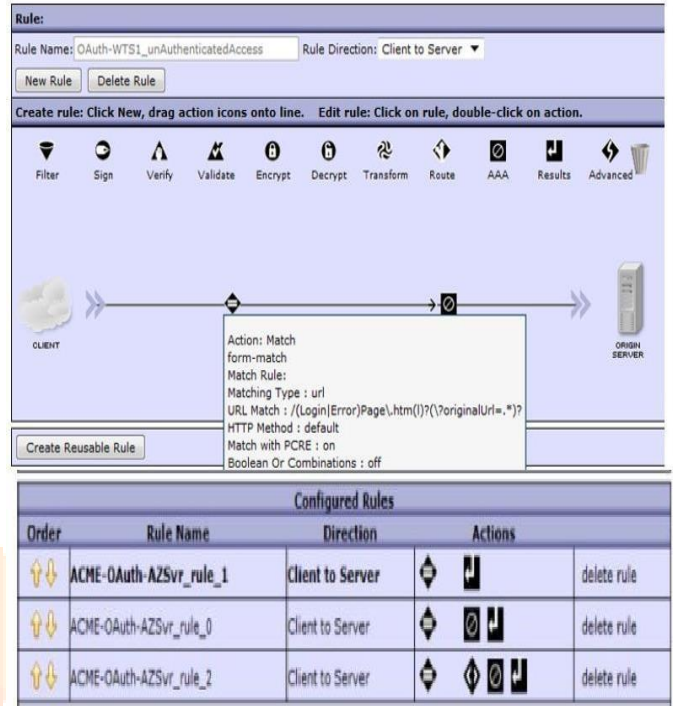 Rule:
Rule Name: OAuth-WTS1_unAuthenticatedAccess Rule Direction: Client to Server
New Rule Delete Rule
Create rule: Click New, drag action icons onto line. Edit rule: Click on rule, double-click on action.
Filter Sign Verify Validate Encrypt Decrypt Transform Route AAA Results Advanced
CLIENT
ORIGIN SERVER
Action: Match
form-match
Match Rule:
Matching Type : url
URL Match : /(Login|Error)Page\.htm(l)?(\?originalUrl=.*)?
HTTP Method : default
Match with PCRE : on
Boolean Or Combinations : off
Create Reusable Rule
Configured Rules
Order Rule Name Direction Actions
ACME-OAuth-AZSvr_rule_1 Client to Server delete rule
ACME-OAuth-AZSvr_rule_0 Client to Server delete rule
ACME-OAuth-AZSvr_rule_2 Client to Server delete rule